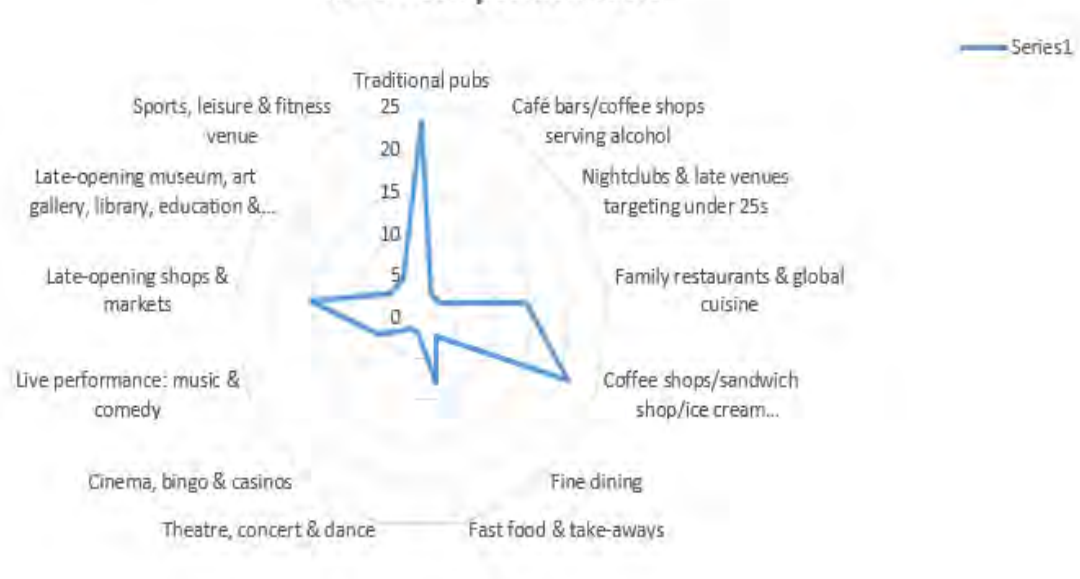 Series1
Traditional pubs
Sports, leisure & fitness
venue
Café bars/coffee shops
serving alcohol
25
20
15
10
5
0
Late-opening museum, art
gallery, library, education &...
Nightclubs & late venues
targeting under 25s
Late-opening shops &
markets
Family restaurants & global
cuisine
Live performance: music &
comedy
Coffee shops/sandwich
shop/ice cream...
Cinema, bingo & casinos
Fine dining
Theatre, concert & dance
Fast food & take-aways